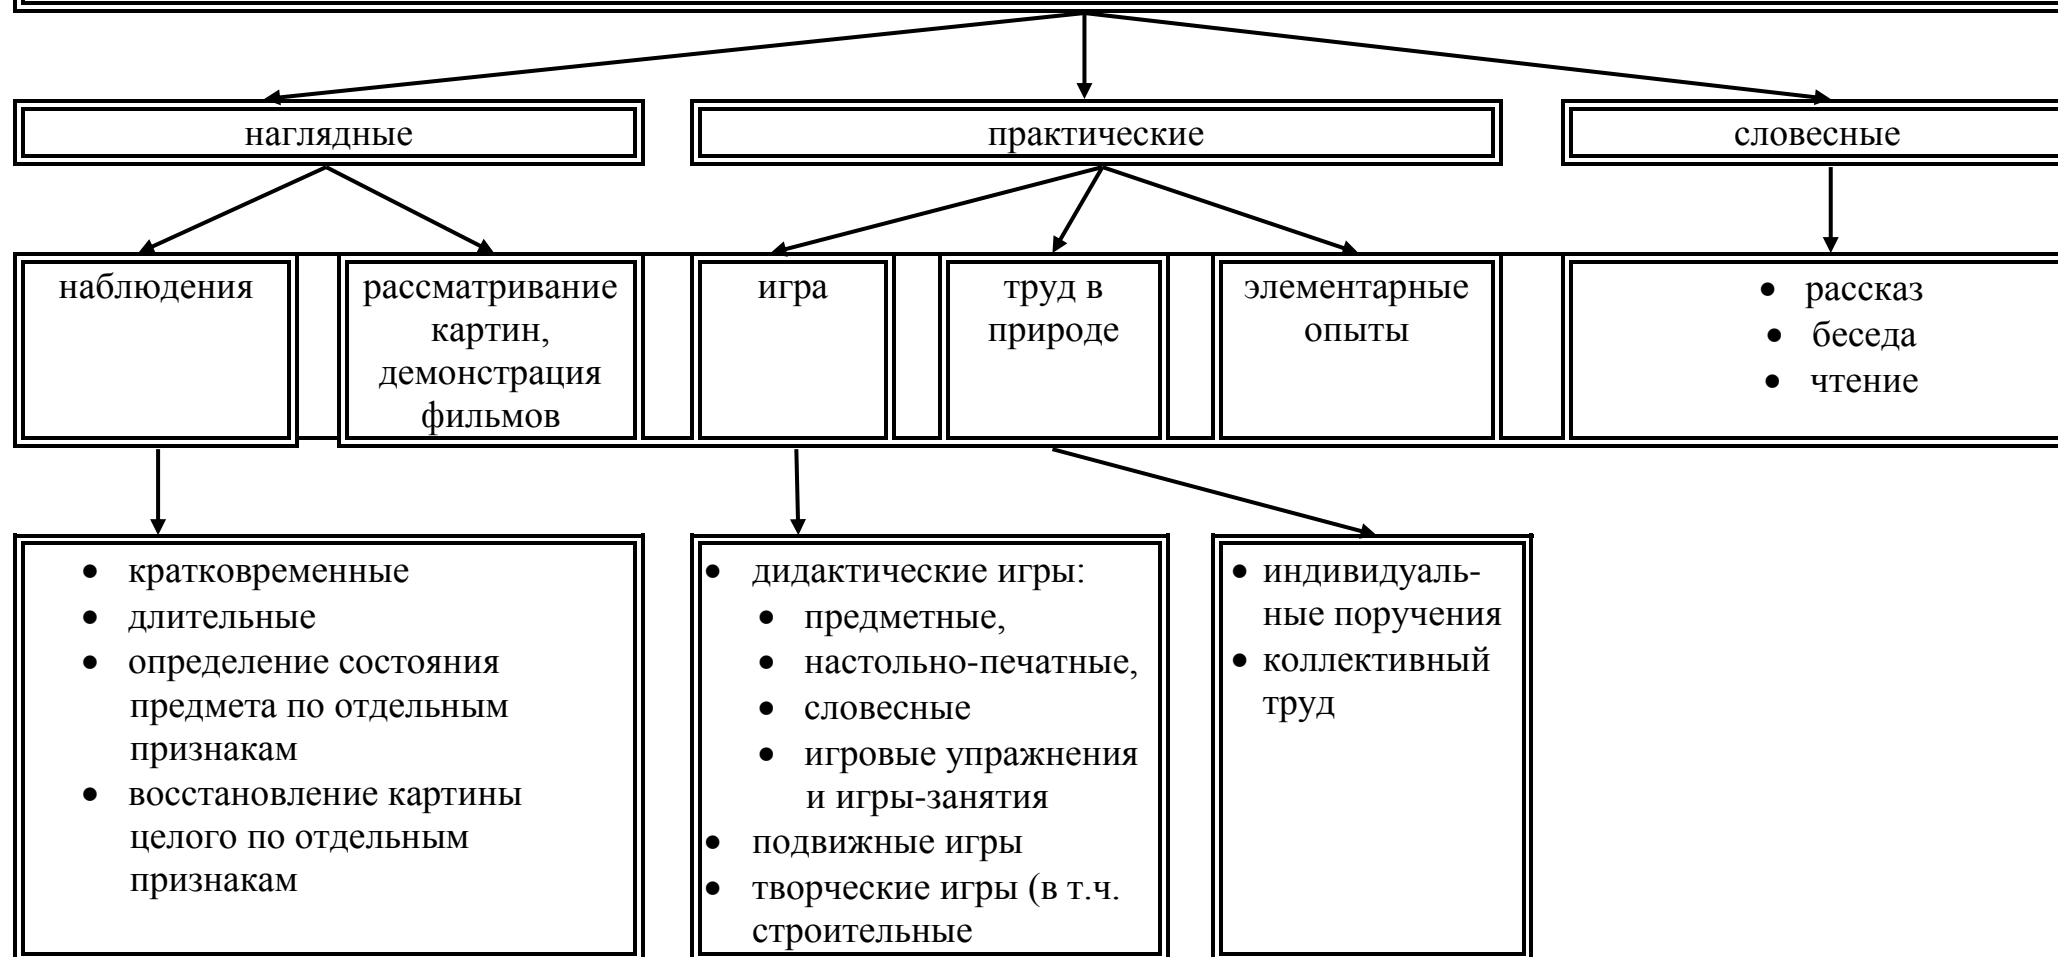 наглядные
практические
словесные
наблюдения
рассматривание
картин,
демонстрация
фильмов
игра
труд в
природе
элементарные
опыты
• рассказ
• беседа
• чтение
• кратковременные
• длительные
• определение состояния
предмета по отдельным
признакам
• восстановление картины
целого по отдельным
признакам
• дидактические игры:
• предметные,
• настольно-печатные,
• словесные
• игровые упражнения
и игры-занятия
• подвижные игры
• творческие игры (в т.ч.
строительные
• индивидуаль-
ные поручения
• коллективный
труд